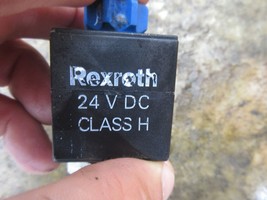 Rexroth
24 V DC
CLASS H